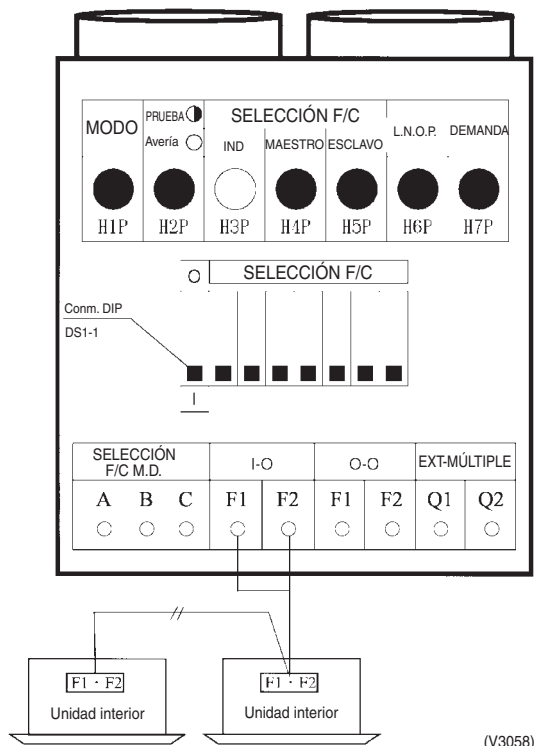 MODO
PRUEBA
Avería
SELECCIÓN F/C
IND
MAESTRO
ESCLAVO
L.N.O.P.
DEMANDA
H1P
H2P
H3P
H4P
H5P
H6P
H7P
O
SELECCIÓN F/C
Conm. DIP
DS1-1
I
SELECCIÓN
F/C M.D.
I-O
O-O
EXT-MÚLTIPLE
A B C
F1
F2
F1
F2
Q1
Q2
F1 · F2
F1 · F2
Unidad interior
Unidad interior
(V3058)